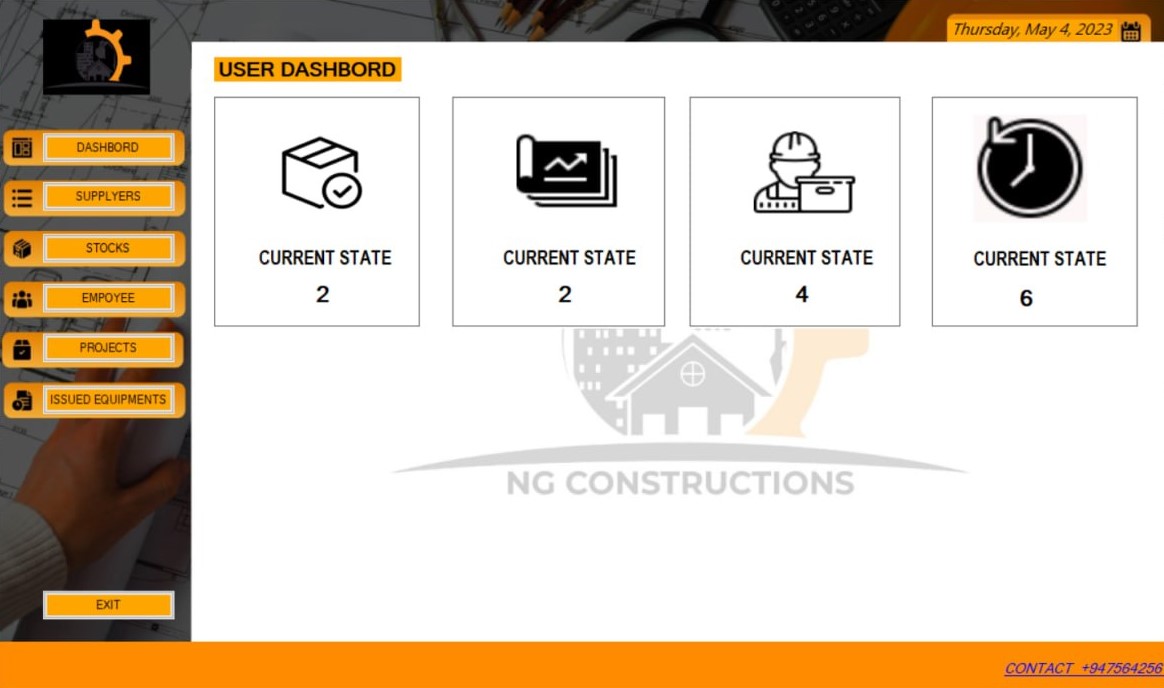 Thursday, May 4, 2023
USER DASHBORD
DASHBORD
SUPPLYERS
STOCKS
EMPOYEE
PROJECTS
ISSUED EQUIPMENTS
EXIT
CURRENT STATE
2
CURRENT STATE
2
CURRENT STATE
4
CURRENT STATE
6
NG CONSTRUCTIONS
CONTACT +947564256